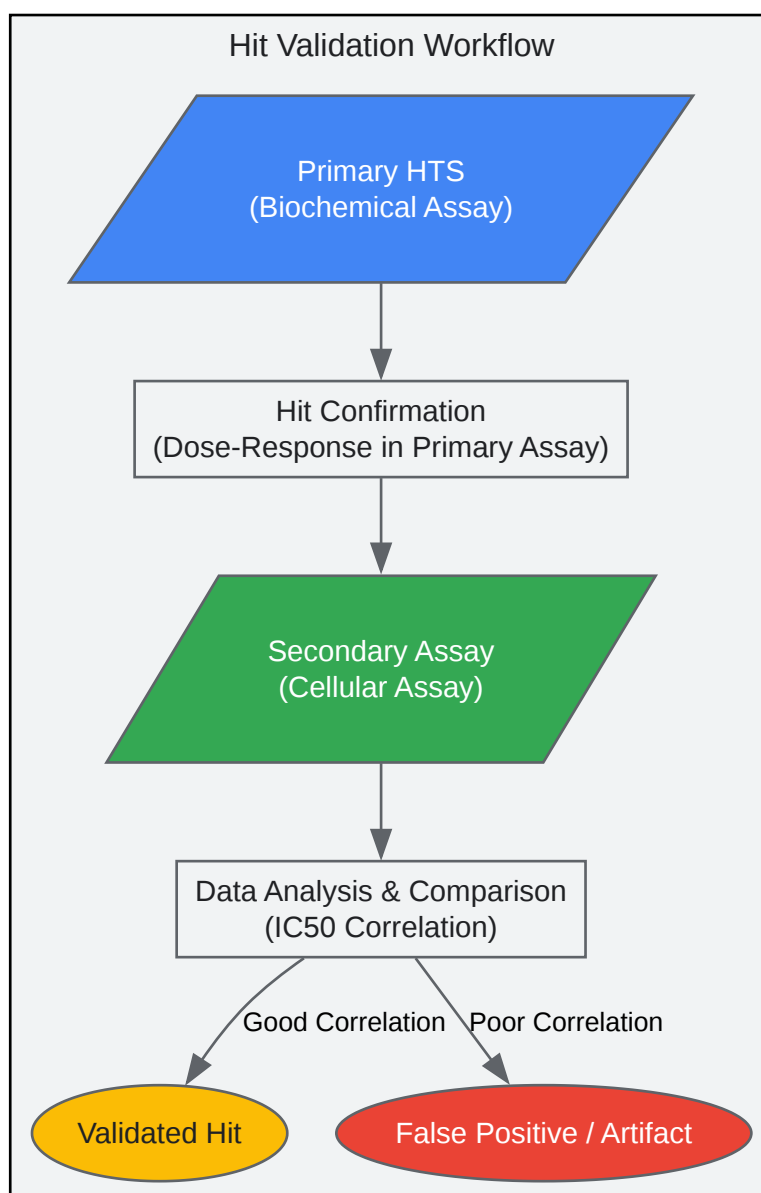 Hit Validation Workflow
Primary HTS
(Biochemical Assay)
Hit Confirmation
(Dose-Response in Primary Assay)
Secondary Assay
(Cellular Assay)
Data Analysis & Comparison
(IC50 Correlation)
Good Correlation
Poor Correlation
Validated Hit
False Positive / Artifact